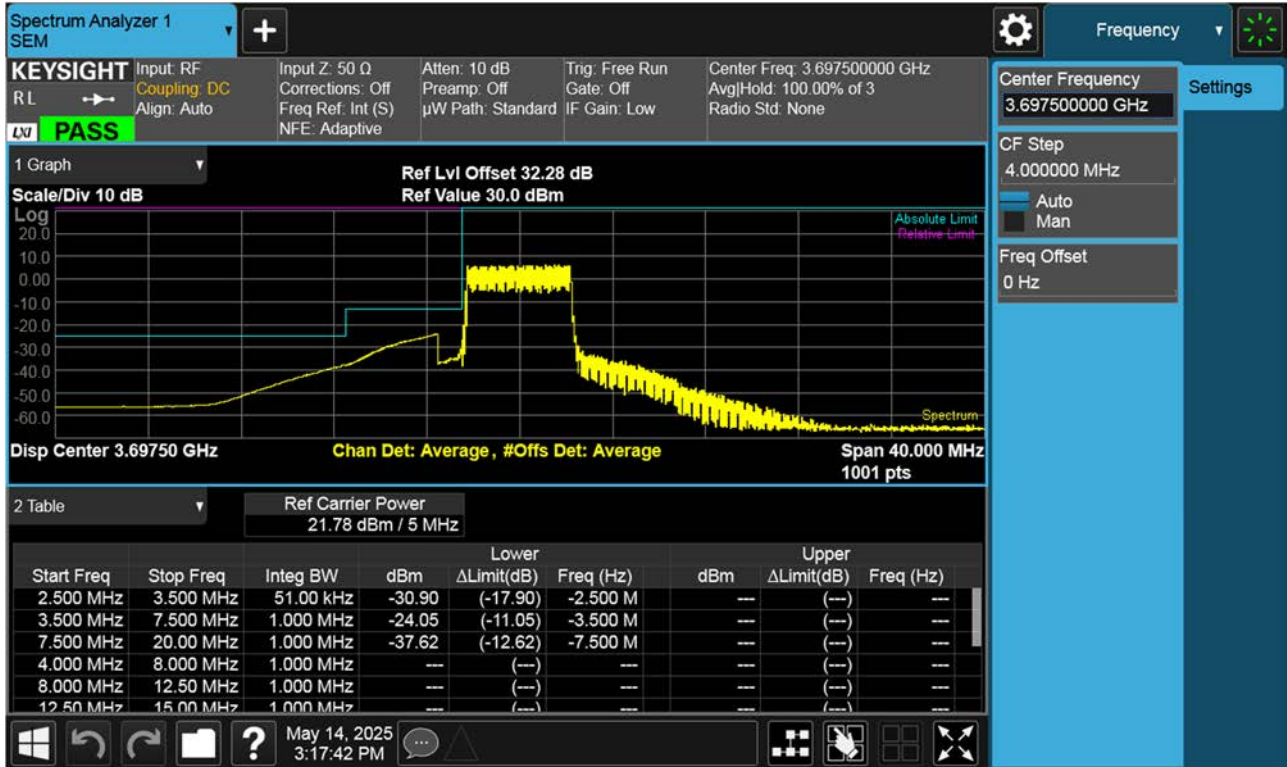 Spectrum Analyzer 1
SEM
Frequency
KEYSIGHT
RL
LXI
PASS
Input: RF
Coupling: DC
Align: Auto
Input Z: 50 Ω
Corrections: Off
Freq Ref: Int (S)
NFE: Adaptive
Atten: 10 dB
Preamp: Off
µW Path: Standard
Trig: Free Run
Gate: Off
IF Gain: Low
Center Freq: 3.697500000 GHz
Avg|Hold: 100.00% of 3
Radio Std: None
Center Frequency
3.697500000 GHz
Settings
CF Step
4.000000 MHz
Auto
Man
Freq Offset
0 Hz
1 Graph
Ref Lvl Offset 32.28 dB
Scale/Div 10 dB
Ref Value 30.0 dBm
Log
Absolute Limit
Relative Limit
20.0
10.0
0.00
-10.0
-20.0
-30.0
-40.0
-50.0
-60.0
Spectrum
Disp Center 3.69750 GHz
Chan Det: Average, #Offs Det: Average
Span 40.000 MHz
1001 pts
2 Table
Ref Carrier Power
21.78 dBm / 5 MHz
Lower Upper
Start Freq Stop Freq Integ BW dBm ΔLimit(dB) Freq (Hz) dBm ΔLimit(dB) Freq (Hz)
2.500 MHz 3.500 MHz 51.00 kHz -30.90 (-17.90) -2.500 M --- (---) ---
3.500 MHz 7.500 MHz 1.000 MHz -24.05 (-11.05) -3.500 M --- (---) ---
7.500 MHz 20.00 MHz 1.000 MHz -37.62 (-12.62) -7.500 M --- (---) ---
4.000 MHz 8.000 MHz 1.000 MHz --- (---) --- --- (---) ---
8.000 MHz 12.50 MHz 1.000 MHz --- (---) --- --- (---) ---
12.50 MHz 15.00 MHz 1.000 MHz --- (---) --- --- (---) ---
?
May 14, 2025
3:17:42 PM